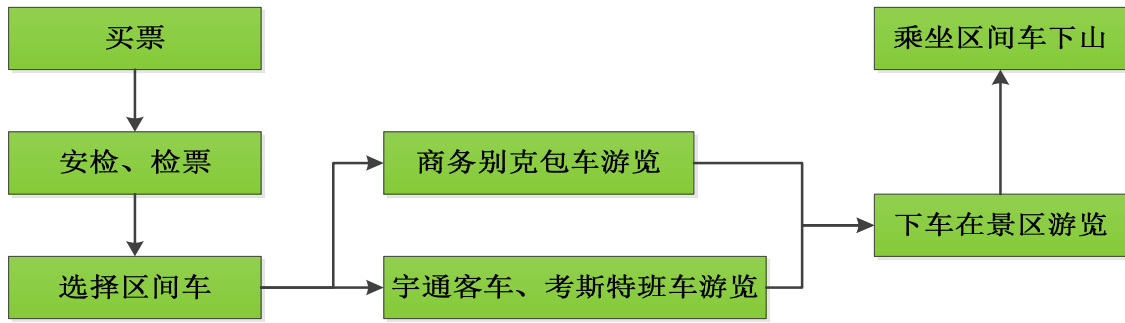 买票
安检、检票
选择区间车
商务别克包车游览
宇通客车、考斯特班车游览
下车在景区游览
乘坐区间车下山